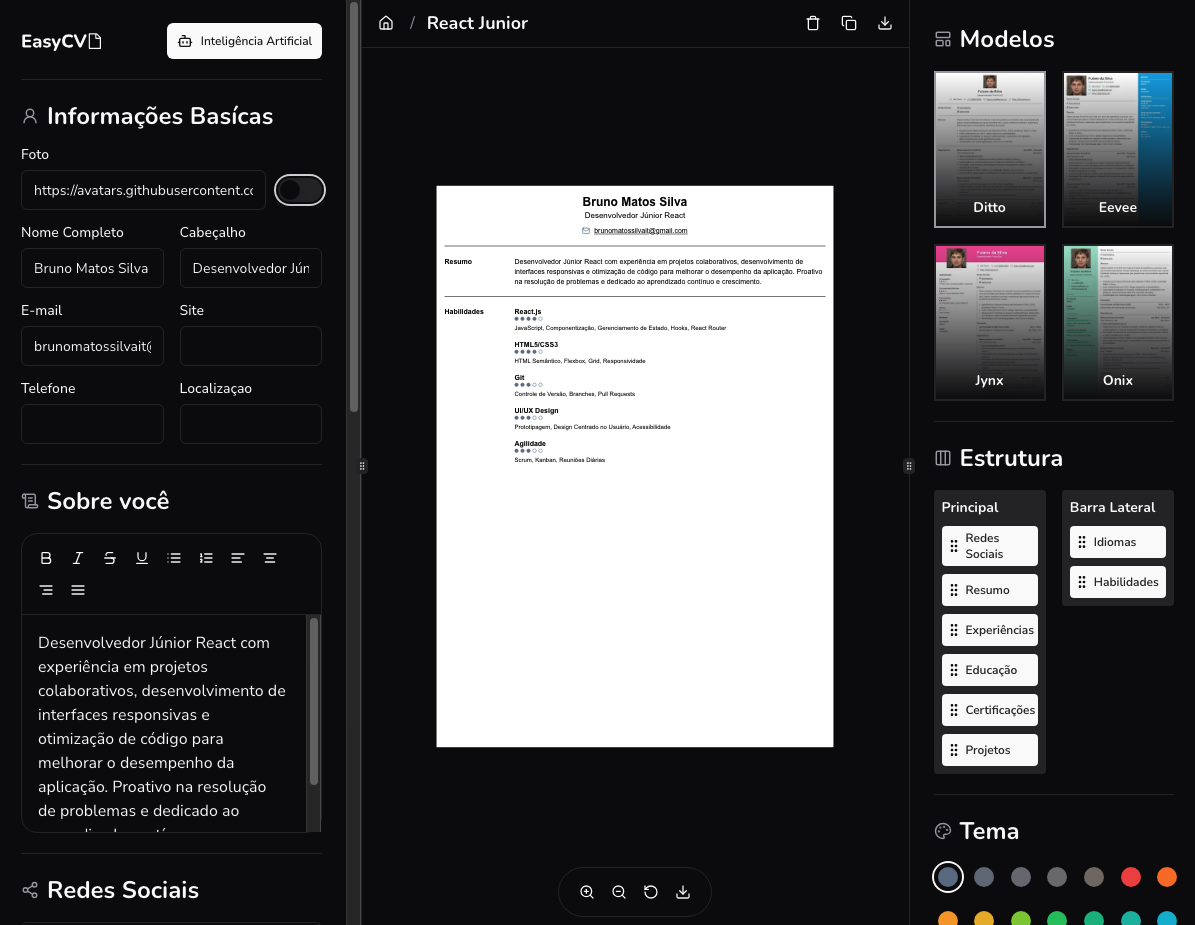 EasyCV
Inteligência Artificial
Informações Basícas
Foto
https://avatars.githubusercontent.co
Nome Completo
Cabeçalho
Bruno Matos Silva
Desenvolvedor Jún
E-mail
Site
brunomatossilvait@
Telefone
Localizaçao
Sobre você
Desenvolvedor Júnior React com
experiência em projetos
colaborativos, desenvolvimento de
interfaces responsivas e
otimização de código para
melhorar o desempenho da
aplicação. Proativo na resolução
de problemas e dedicado ao
Redes Sociais
/ React Junior
Bruno Matos Silva
Desenvolvedor Júnior React
brunomatossilvait@gmail.com
Resumo
Desenvolvedor Júnior React com experiência em projetos colaborativos, desenvolvimento de
interfaces responsivas e otimização de código para melhorar o desempenho da aplicação. Proativo
na resolução de problemas e dedicado ao aprendizado contínuo e crescimento.
Habilidades
React.js
JavaScript, Componentização, Gerenciamento de Estado, Hooks, React Router
HTML5/CSS3
HTML Semântico, Flexbox, Grid, Responsividade
Git
Controle de Versão, Branches, Pull Requests
UI/UX Design
Prototipagem, Design Centrado no Usuário, Acessibilidade
Agilidade
Scrum, Kanban, Reuniões Diárias
Modelos
Ditto
Eevee
Jynx
Onix
Estrutura
Principal
Redes
Sociais
Resumo
Experiências
Educação
Certificações
Projetos
Barra Lateral
Idiomas
Habilidades
Tema